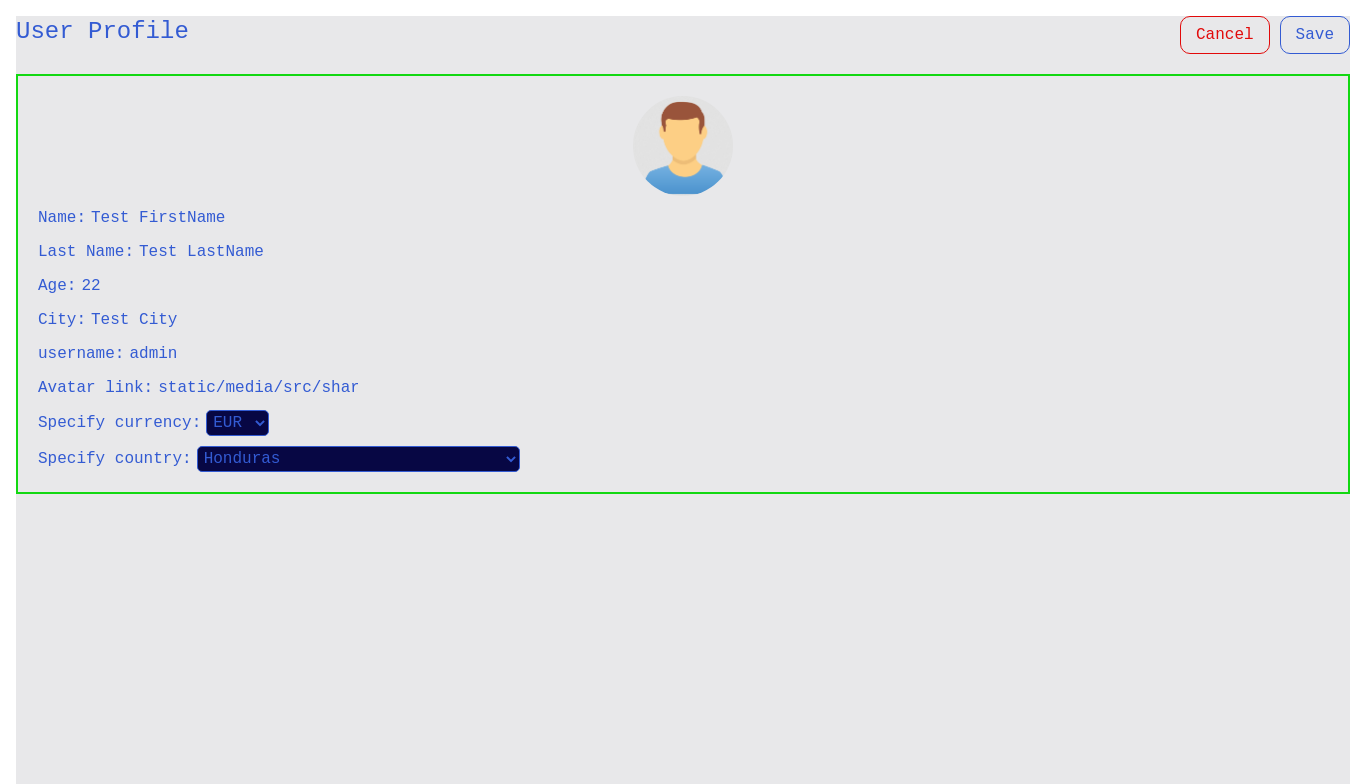 User Profile
Cancel
Save
Name: Test FirstName
Last Name: Test LastName
Age: 22
City: Test City
username: admin
Avatar link: static/media/src/shar
Specify currency: EUR
Specify country: Honduras